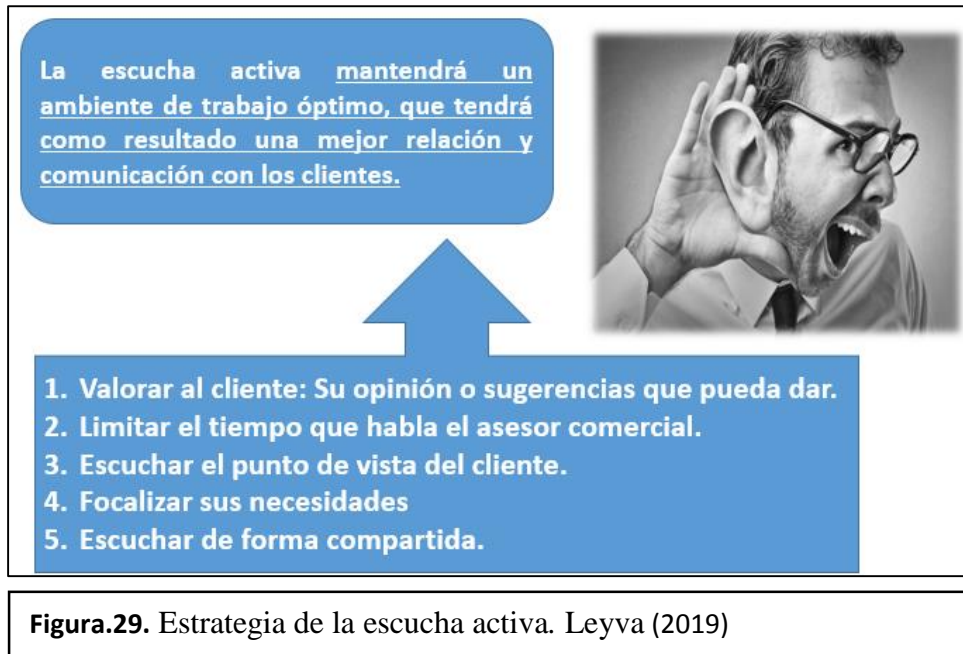 La escucha activa mantendrá un
ambiente de trabajo óptimo, que tendrá
como resultado una mejor relación y
comunicación con los clientes.
1. Valorar al cliente: Su opinión o sugerencias que pueda dar.
2. Limitar el tiempo que habla el asesor comercial.
3. Escuchar el punto de vista del cliente.
4. Focalizar sus necesidades
5. Escuchar de forma compartida.
Figura.29. Estrategia de la escucha activa. Leyva (2019)